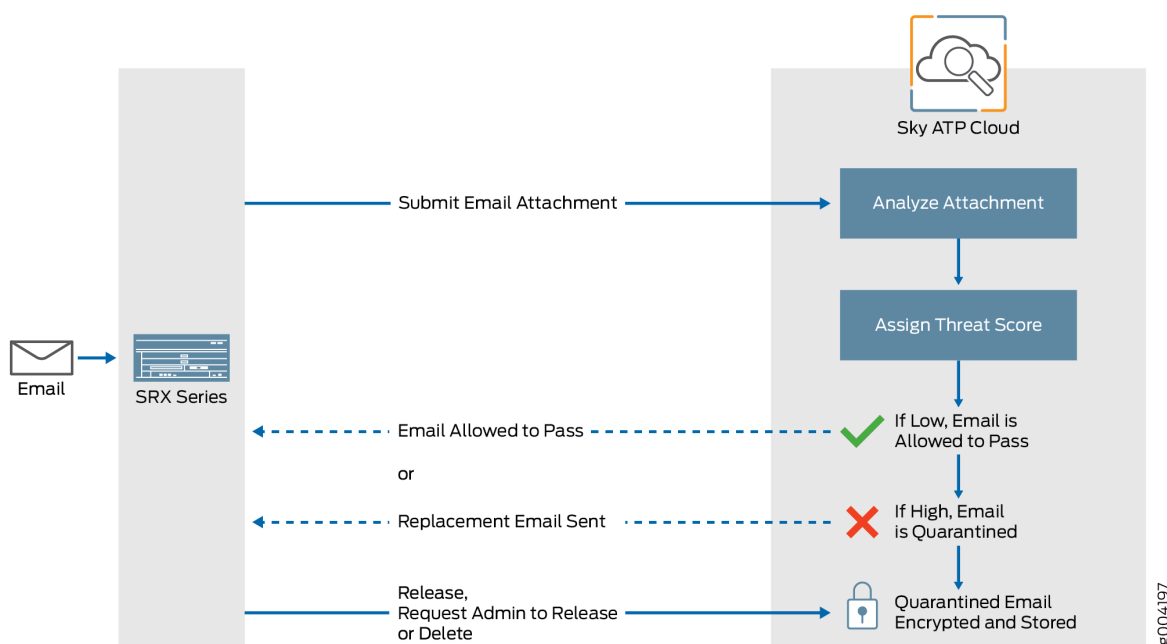 Sky ATP Cloud
Submit Email Attachment
Analyze Attachment
Assign Threat Score
Email
SRX Series
Email Allowed to Pass
If Low, Email is
Allowed to Pass
or
Replacement Email Sent
If High, Email
is Quarantined
Release,
Request Admin to Release
or Delete
Quarantined Email
Encrypted and Stored
g004197